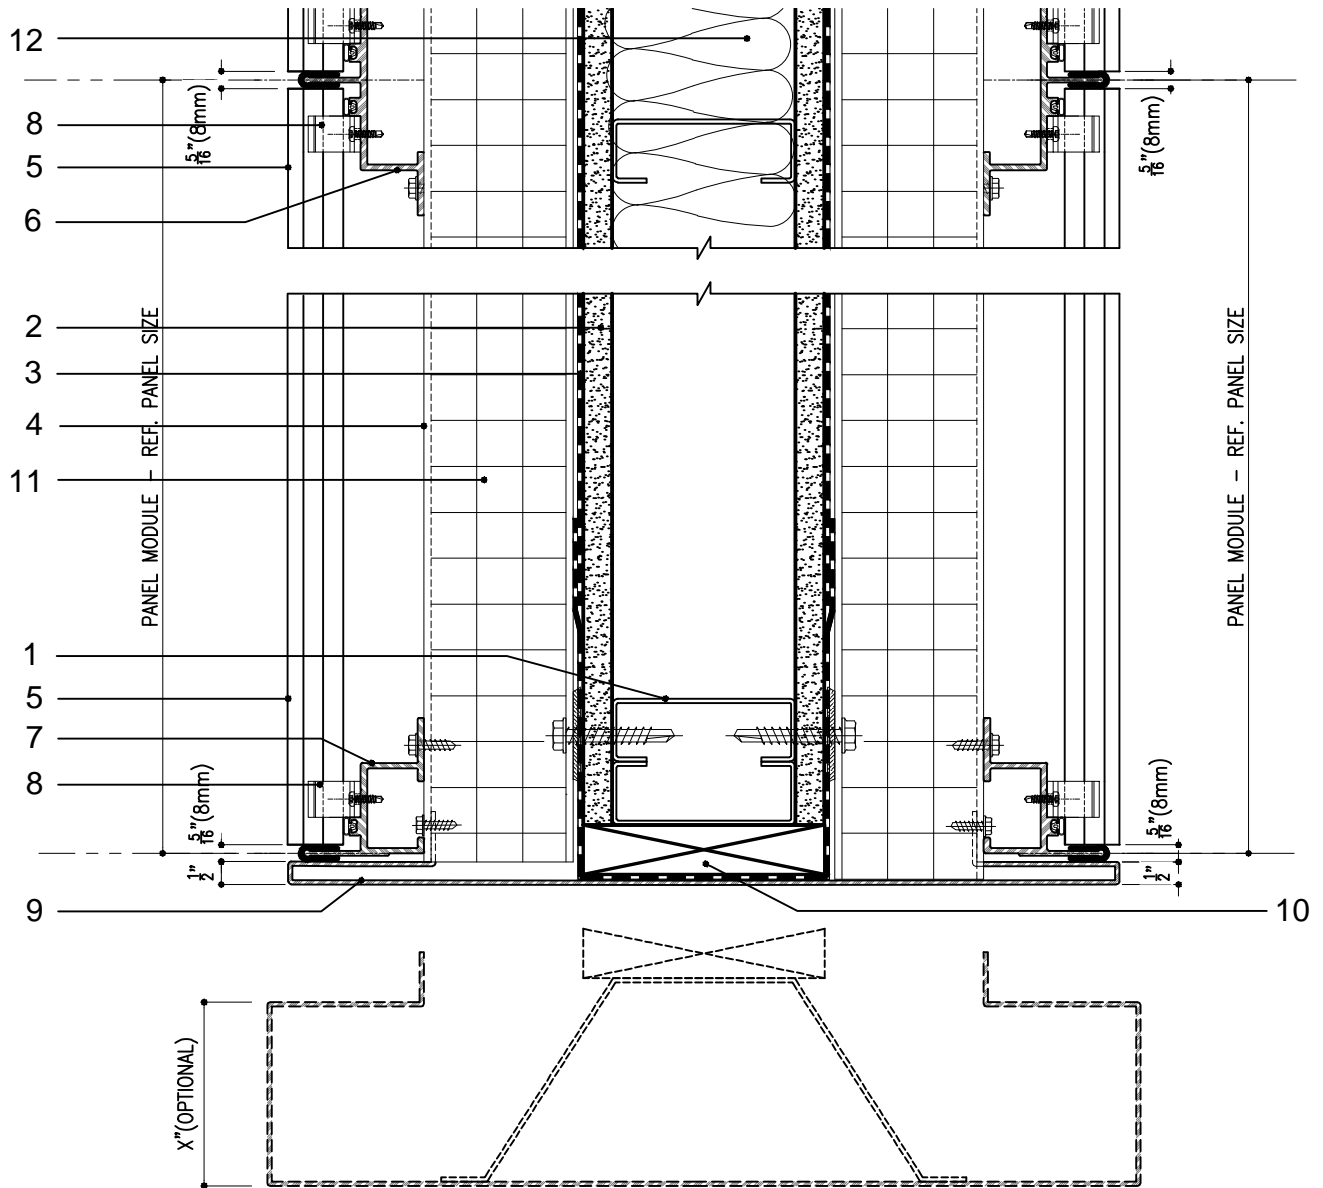 12
8
5
6
5/16"(8mm)
5/16"(8mm)
2
3
4
11
PANEL MODULE - REF. PANEL SIZE
PANEL MODULE - REF. PANEL SIZE
1
5
7
8
5/16"(8mm)
5/16"(8mm)
1/2"
1/2"
9
10
X"(OPTIONAL)